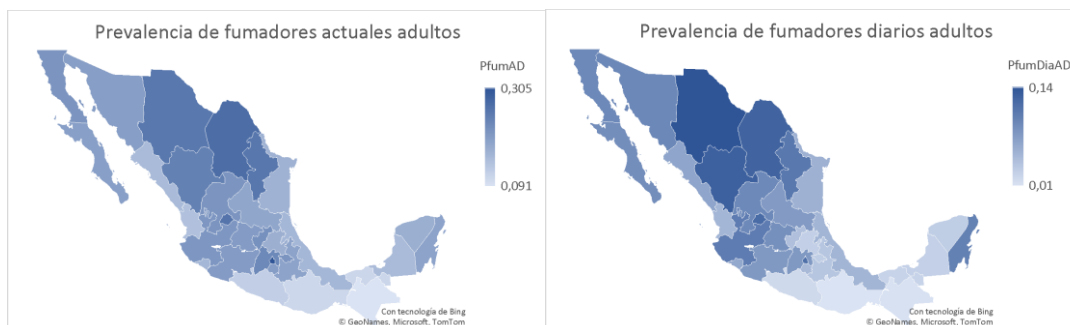 Prevalencia de fumadores actuales adultos
PfumAD
0,305
0,091
Con tecnología de Bing
© GeoNames, Microsoft, TomTom
Prevalencia de fumadores diarios adultos
PfumDiaAD
0,14
0,01
Con tecnología de Bing
© GeoNames, Microsoft, TomTom